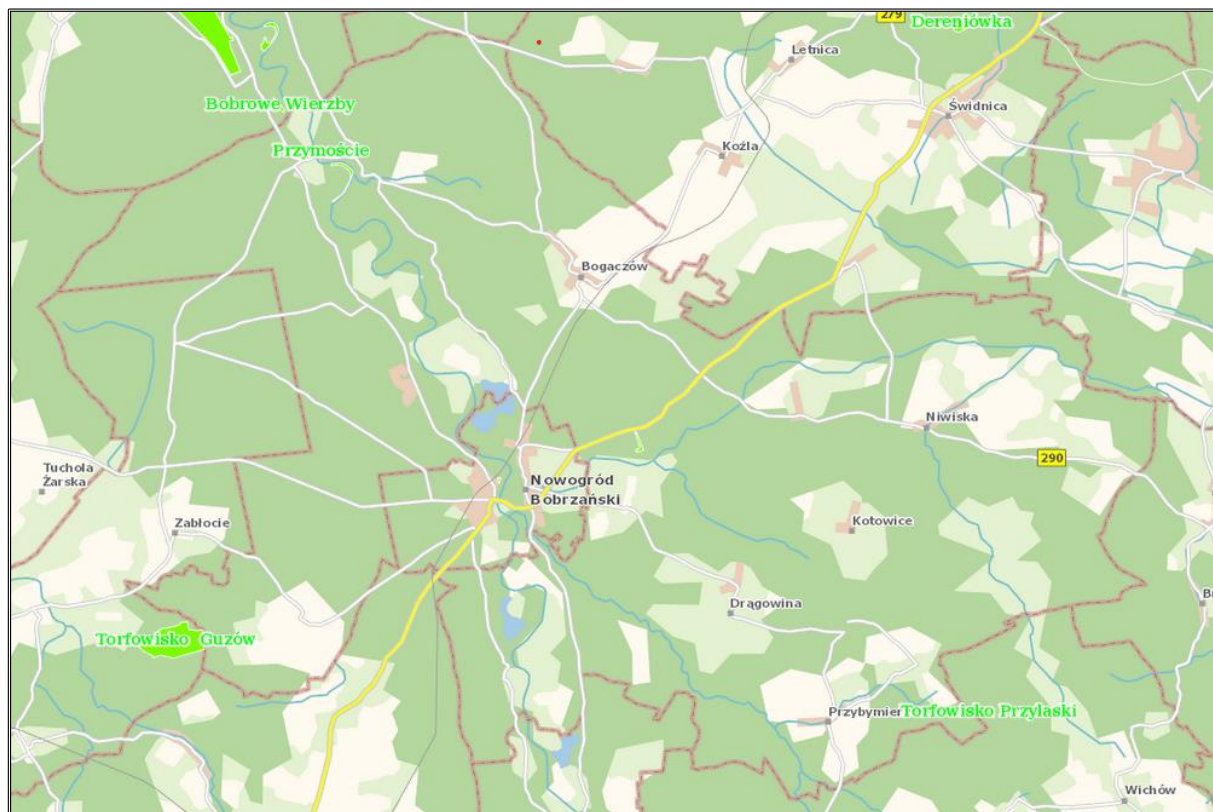 279
Dereniówka
Letnica
Bobrowe Wierzby
Świdnica
Przymoście
Koźla
Bogaczów
Niwiska
290
Tuchola
Żarska
Nowogród
Bobrzański
Zabłocie
Kotowice
Drągowina
Torfowisko Guzów
Przybymier
Torfowisko Przylaski
Wichów